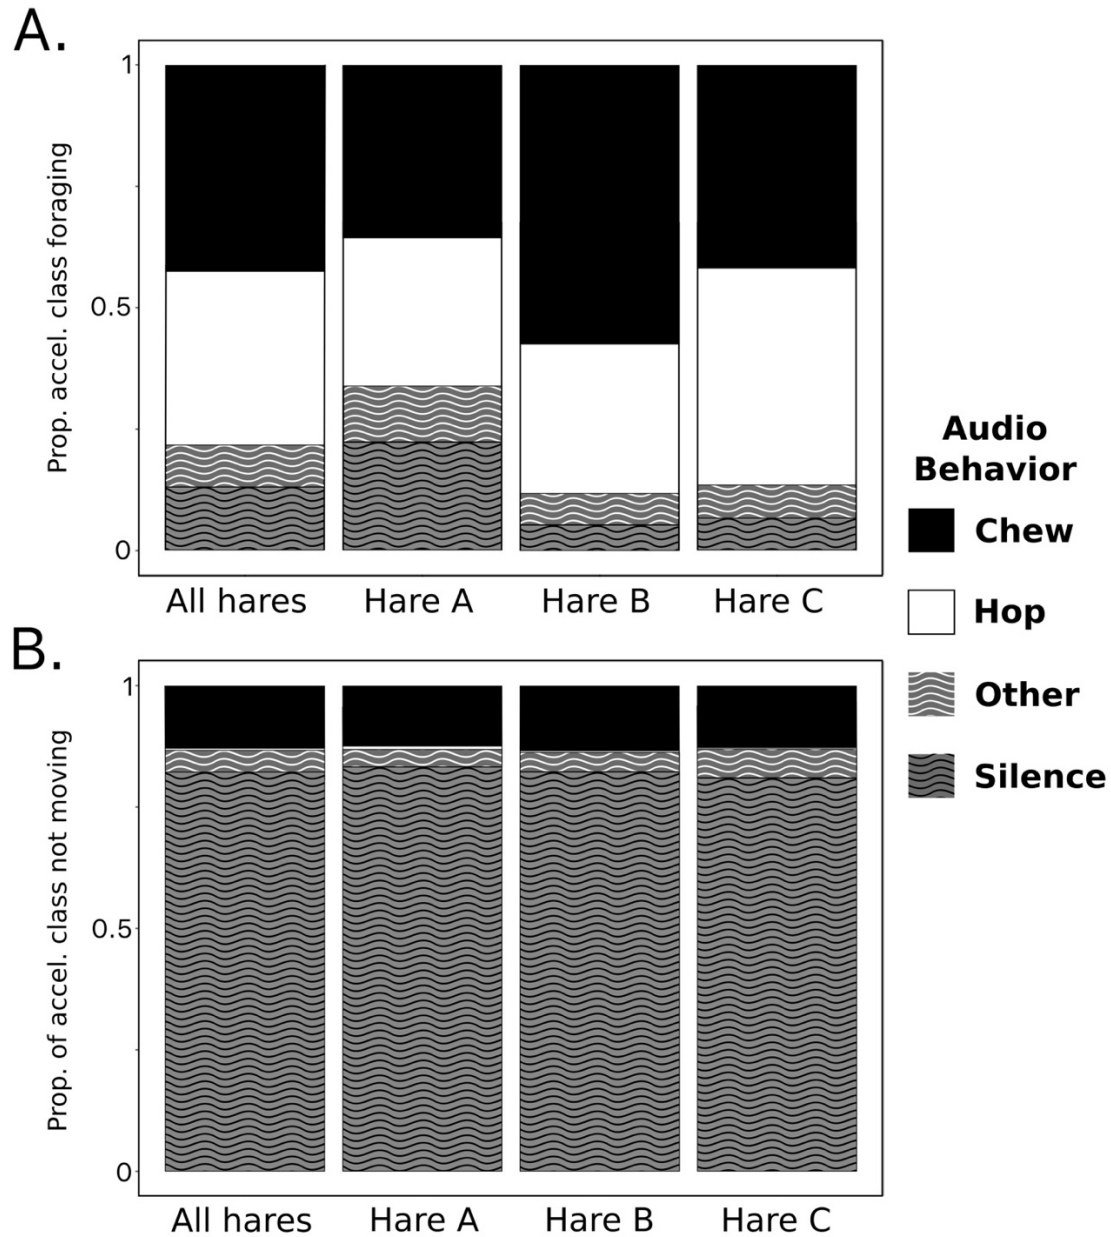 A.
Prop. accel. class foraging
1
0.5
0
All hares Hare A Hare B Hare C
Audio
Behavior
Chew
Hop
Other
Silence
B.
Prop. of accel. class not moving
1
0.5
0
All hares Hare A Hare B Hare C